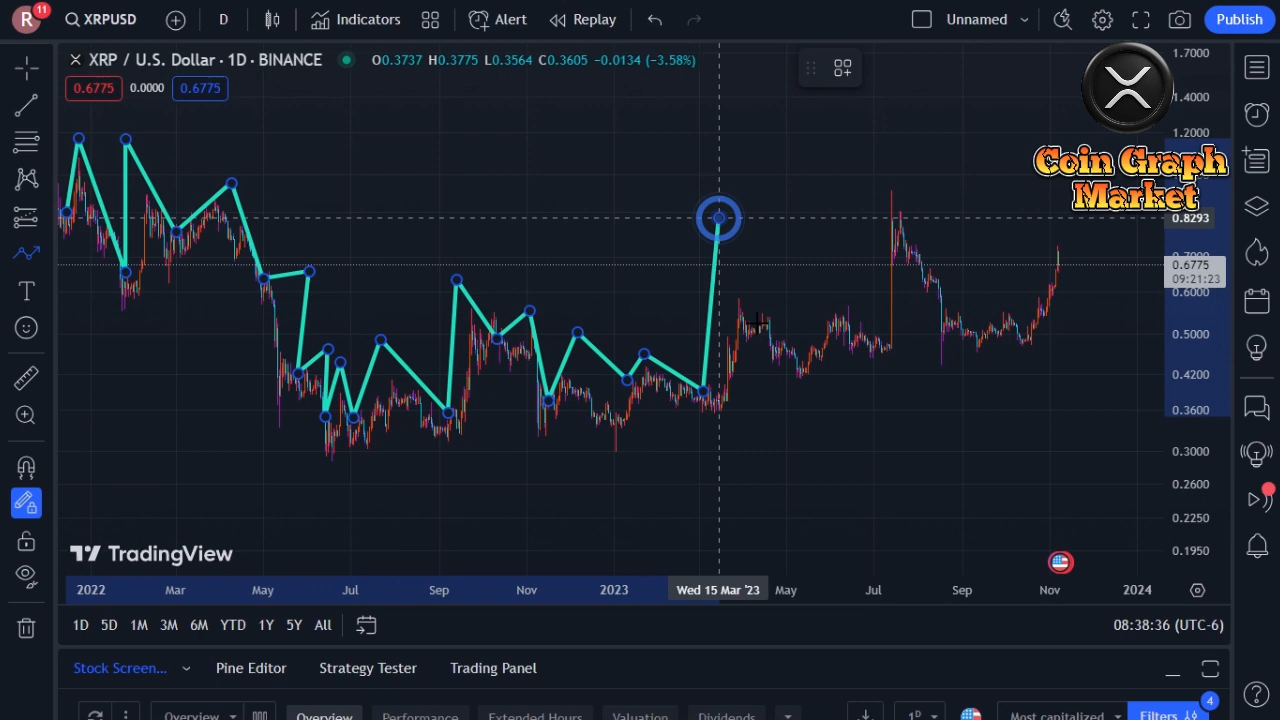 R 11 XRPUSD D Indicators Alert Replay Unnamed Publish
XRP / U.S. Dollar · 1D · BINANCE O0.3737 H0.3775 L0.3564 C0.3605 -0.0134 (-3.58%)
0.6775 0.0000 0.6775
Coin Graph
Market
1.7000
1.4000
1.2000
0.8293
0.7000
0.6775
09:21:23
0.6000
0.5000
0.4200
0.3600
0.3000
0.2600
0.2250
0.1950
TradingView
2022 Mar May Jul Sep Nov 2023 Wed 15 Mar '23 May Jul Sep Nov 2024
1D 5D 1M 3M 6M YTD 1Y 5Y All 08:38:36 (UTC-6)
Stock Screen... Pine Editor Strategy Tester Trading Panel
Overview Overview Performance Extended Hours Valuation Dividends 1D Most capitalized Filters 4